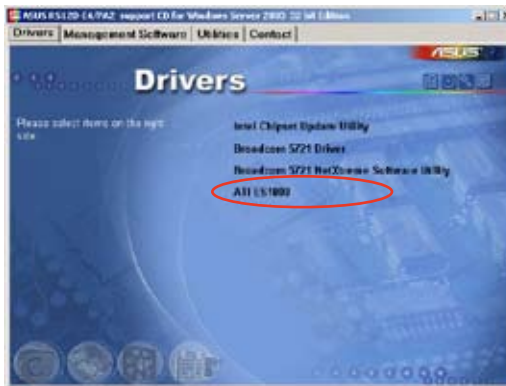 ASUS RS120-E4/PA2 support CD for Windows Server 2003 32 bit Edition
Drivers Management Software Utilities Contact
ASUS
Drivers
Please select items on the right
side
Intel Chipset Update Utility
Broadcom 5721 Driver
Broadcom 5721 NetXtreme Software Utility
ATI ES1000